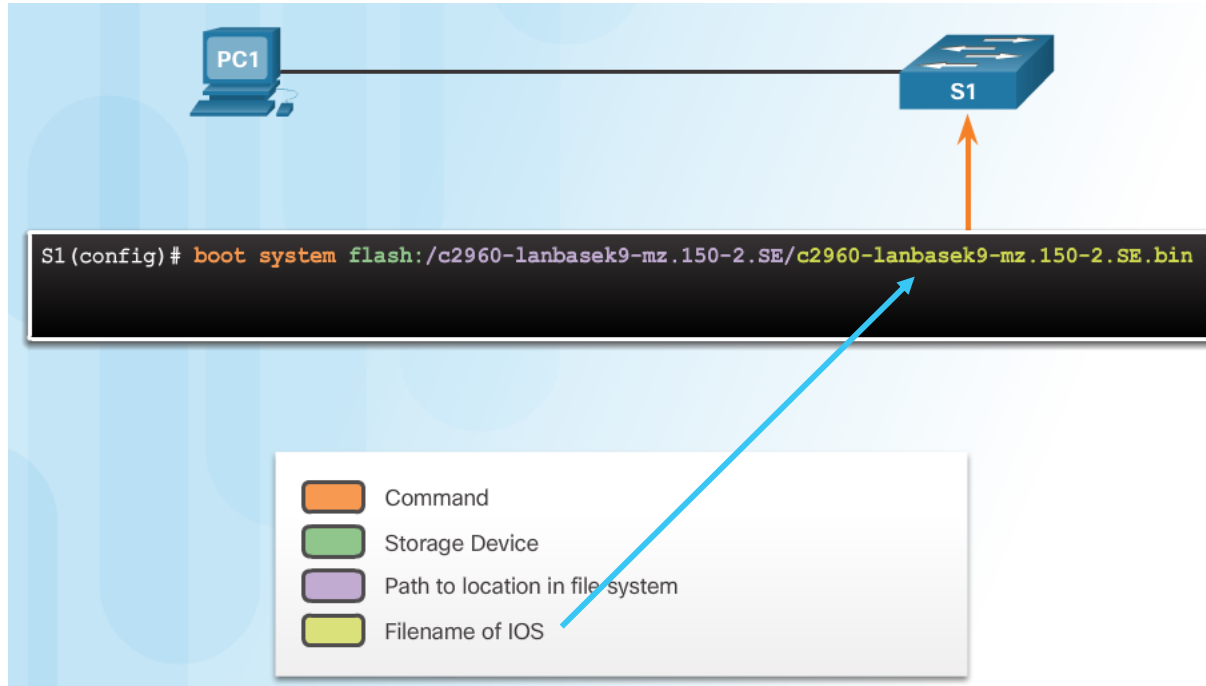 PC1
S1
S1(config)# boot system flash:/c2960-lanbasek9-mz.150-2.SE/c2960-lanbasek9-mz.150-2.SE.bin
Command
Storage Device
Path to location in file system
Filename of IOS